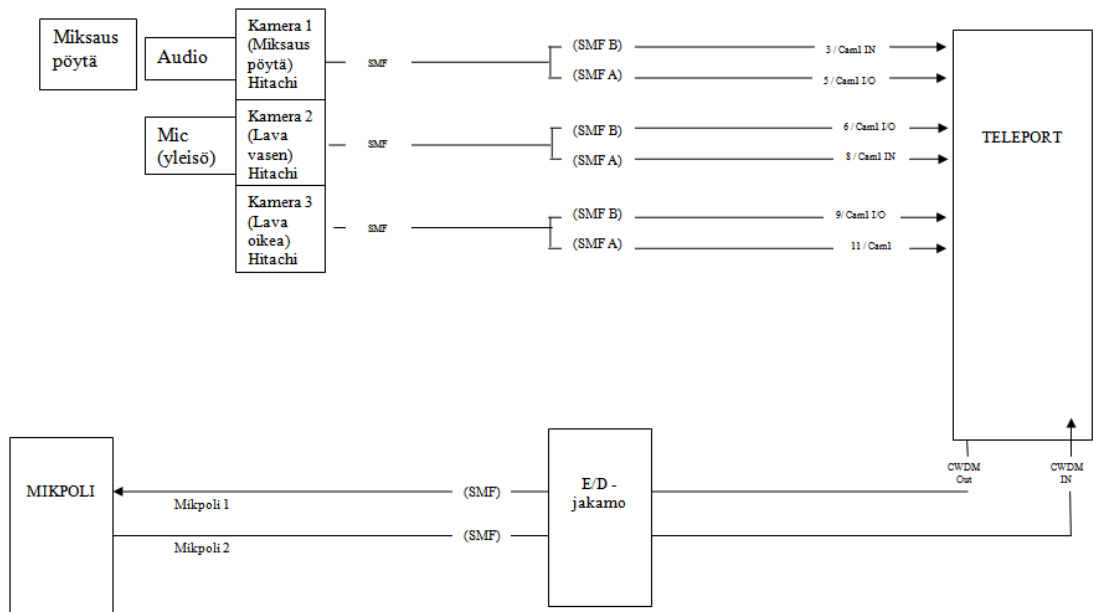 Miksaus
pöytä
Audio
Kamera 1
(Miksaus
pöytä)
Hitachi
SMF
(SMF B)
3 / Cam1 IN
(SMF A)
5 / Cam1 I/O
Mic
(yleisö)
Kamera 2
(Lava
vasen)
Hitachi
SMF
(SMF B)
6 / Cam1 I/O
(SMF A)
8 / Cam1 IN
Kamera 3
(Lava
oikea)
Hitachi
SMF
(SMF B)
9/ Cam1 I/O
(SMF A)
11 / Cam1
TELEPORT
CWDM
Out
CWDM
IN
MIKPOLI
Mikpoli 1
(SMF)
Mikpoli 2
(SMF)
E/D -
jakamo